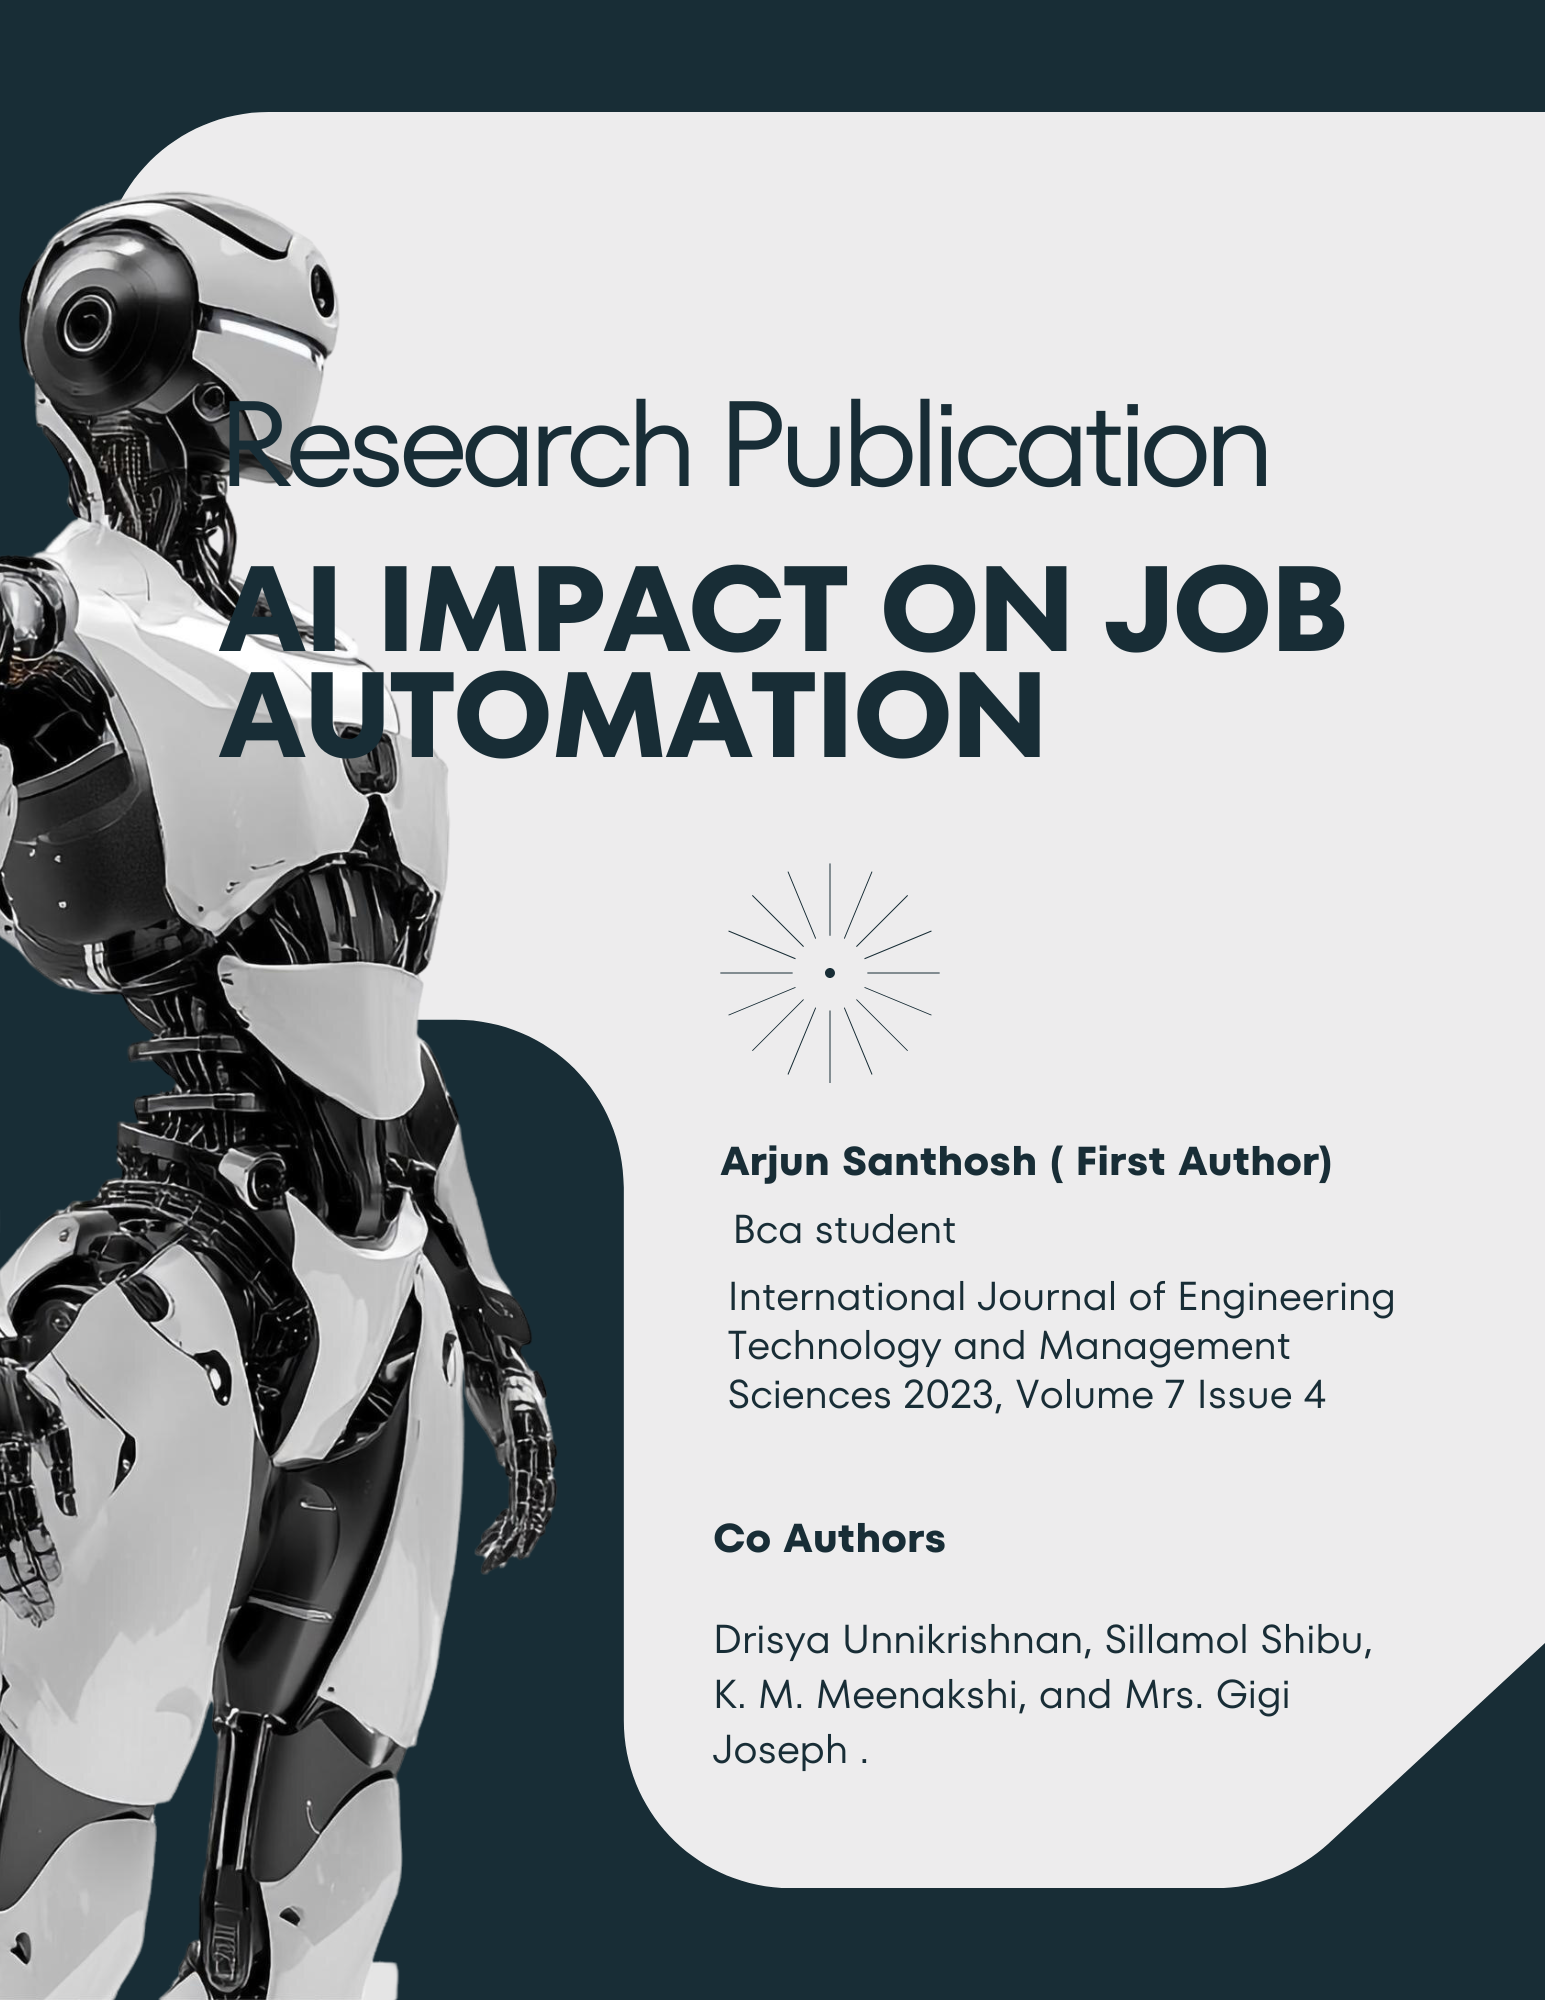 Research Publication
AI IMPACT ON JOB
AUTOMATION
Arjun Santhosh ( First Author)
Bca student
International Journal of Engineering
Technology and Management
Sciences 2023, Volume 7 Issue 4
Co Authors
Drisya Unnikrishnan, Sillamol Shibu,
K. M. Meenakshi, and Mrs. Gigi
Joseph .